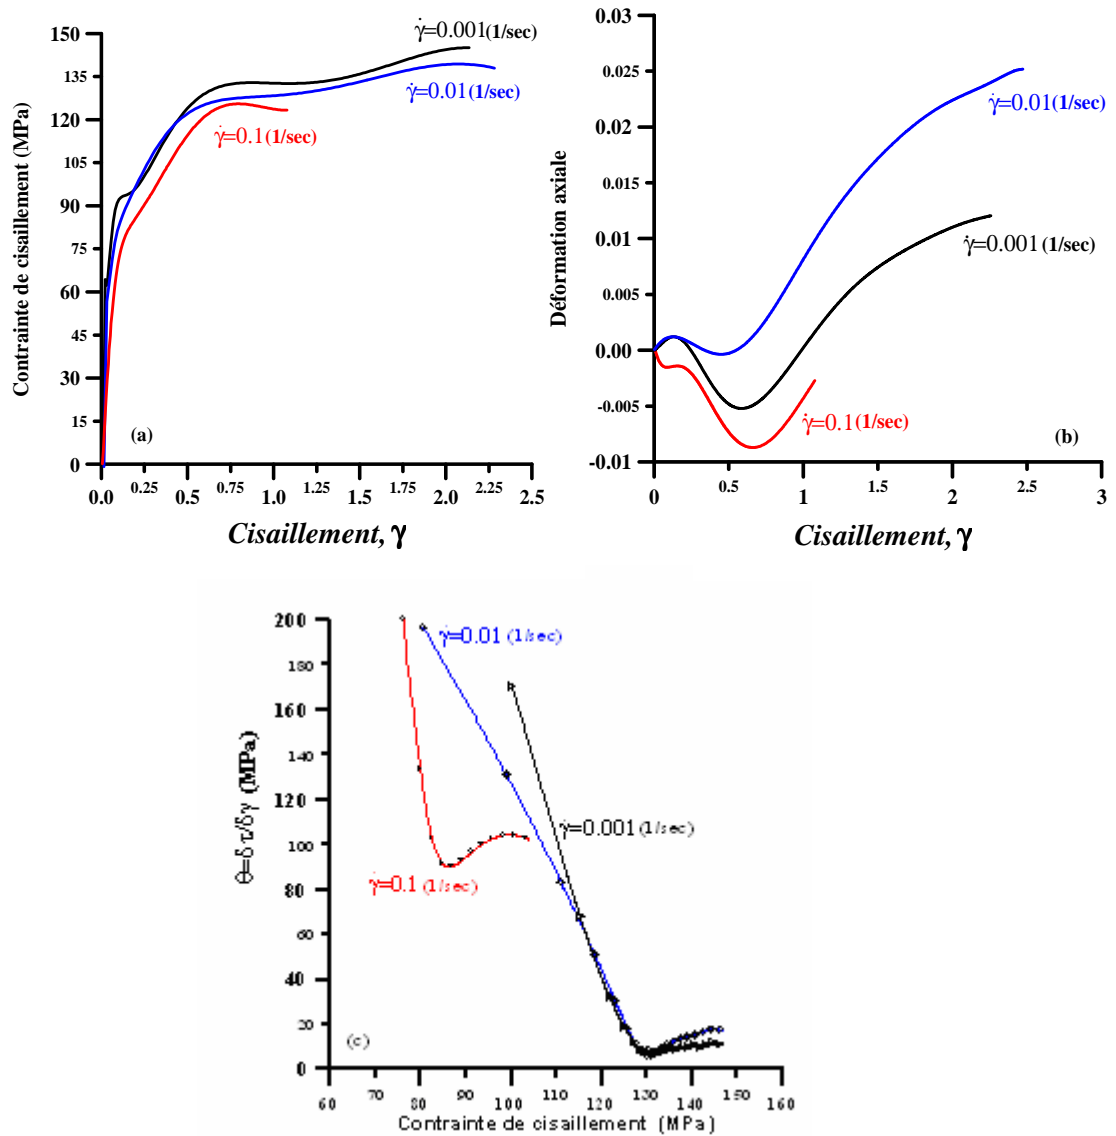 γ̇=0.001(1/sec)
γ̇=0.01(1/sec)
γ̇=0.1(1/sec)
Contrainte de cisaillement (MPa)
150
135
120
105
90
75
60
45
30
15
0
(a)
0.0 0.25 0.5 0.75 1.0 1.25 1.5 1.75 2.0 2.25 2.5
Cisaillement, γ
0.03
0.025
0.02
0.015
0.01
0.005
0.00
-0.005
-0.01
Déformation axiale
γ̇=0.01(1/sec)
γ̇=0.001(1/sec)
γ̇=0.1(1/sec)
(b)
0 0.5 1 1.5 2 2.5 3
Cisaillement, γ
200
180
160
140
120
100
80
60
40
20
0
θ=δτ/δγ (MPa)
γ̇=0.01 (1/sec)
γ̇=0.001 (1/sec)
γ̇=0.1 (1/sec)
(c)
60 70 80 90 100 110 120 130 140 150 160
Contrainte de cisaillement (MPa)